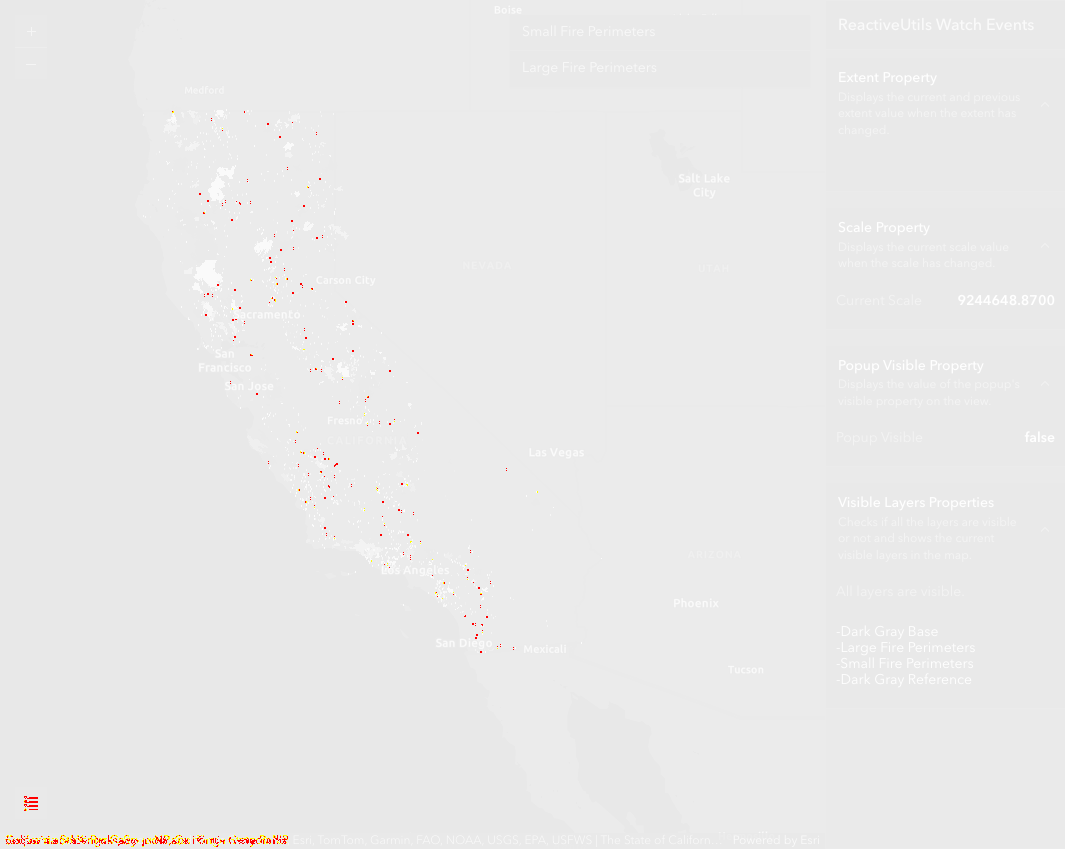 Boise
Small Fire Perimeters
Large Fire Perimeters
Medford
Salt Lake
City
NEVADA
UTAH
Carson City
Sacramento
San
Francisco
San Jose
Fresno
CALIFORNIA
Las Vegas
ARIZONA
Los Angeles
Phoenix
San Diego
Mexicali
Tucson
Esri, TomTom, Garmin, FAO, NOAA, USGS, EPA, USFWS | The State of Californ
Powered by Esri
ReactiveUtils Watch Events
Extent Property
Displays the current and previous
extent value when the extent has
changed.
Scale Property
Displays the current scale value
when the scale has changed.
Current Scale
9244648.8700
Popup Visible Property
Displays the value of the popup's
visible property on the view.
Popup Visible
false
Visible Layers Properties
Checks if all the layers are visible
or not and shows the current
visible layers in the map.
All layers are visible
-Dark Gray Base
-Large Fire Perimeters
-Small Fire Perimeters
-Dark Gray Reference